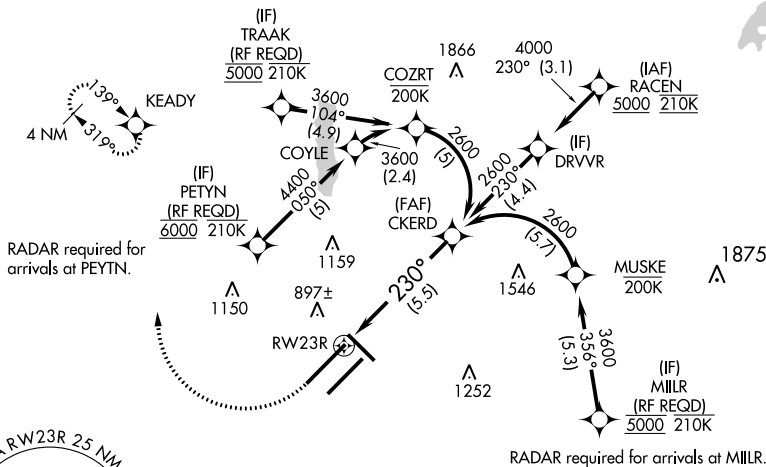 (IF)
TRAAK
(RF REQD)
5000 210K
139°
319°
4 NM
KEADY
3600
104°
(4.9)
COZRT
200K
1866
4000
230° (3.1)
(IAF)
RACEN
5000 210K
COYLE
3600
(2.4)
2600
(5)
(IF)
DRVVR
2600
230°
(4.4)
(IF)
PETYN
(RF REQD)
6000 210K
4400
050°
(5)
(FAF)
CKERD
2600
(5.7)
RADAR required for
arrivals at PEYTN.
1159
1150
897±
230°
(5.5)
1546
MUSKE
200K
1875
RW23R
1252
3600
356°
(5.3)
(IF)
MIILR
(RF REQD)
5000 210K
RADAR required for arrivals at MIILR.
RW23R 25 NM